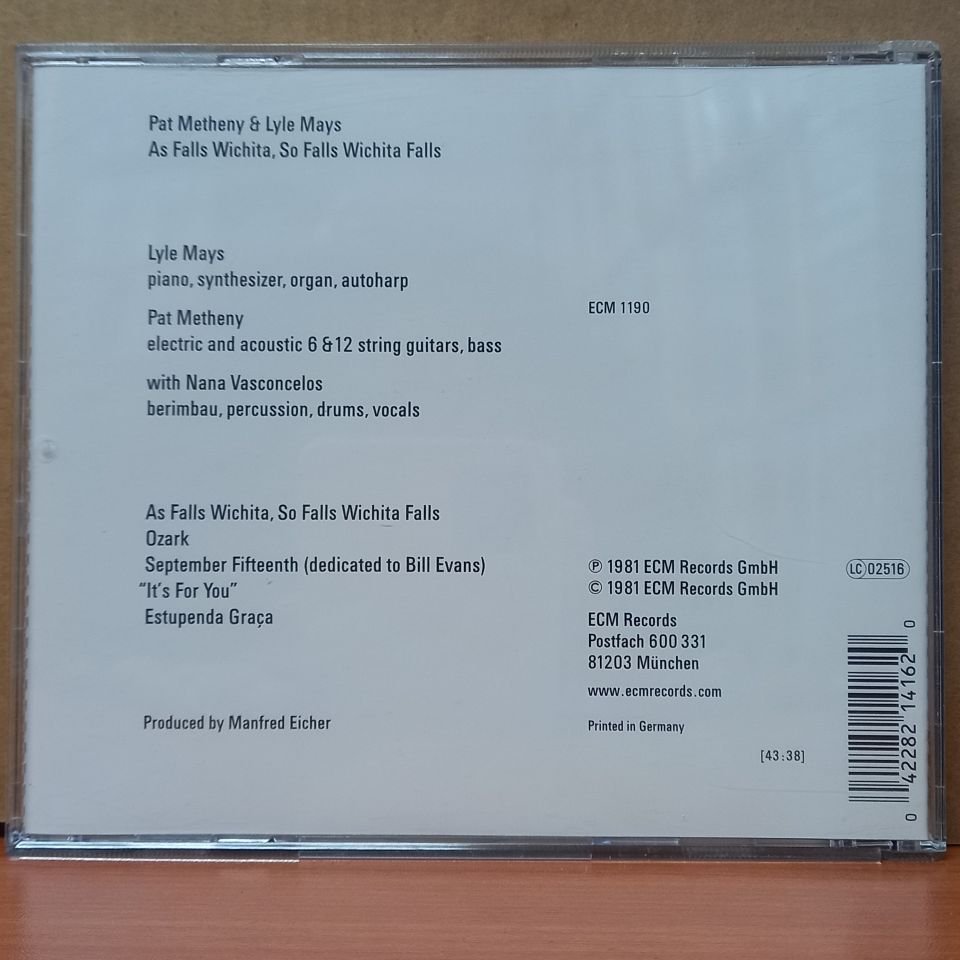 Pat Metheny & Lyle Mays
As Falls Wichita, So Falls Wichita Falls
Lyle Mays
piano, synthesizer, organ, autoharp
Pat Metheny
electric and acoustic 6 & 12 string guitars, bass
with Nana Vasconcelos
berimbau, percussion, drums, vocals
ECM 1190
As Falls Wichita, So Falls Wichita Falls
Ozark
September Fifteenth (dedicated to Bill Evans)
“It’s For You”
Estupenda Graça
Produced by Manfred Eicher
℗ 1981 ECM Records GmbH
© 1981 ECM Records GmbH
ECM Records
Postfach 600 331
81203 München
www.ecmrecords.com
Printed in Germany
[43:38]
LC 02516
0 42282 14162 0